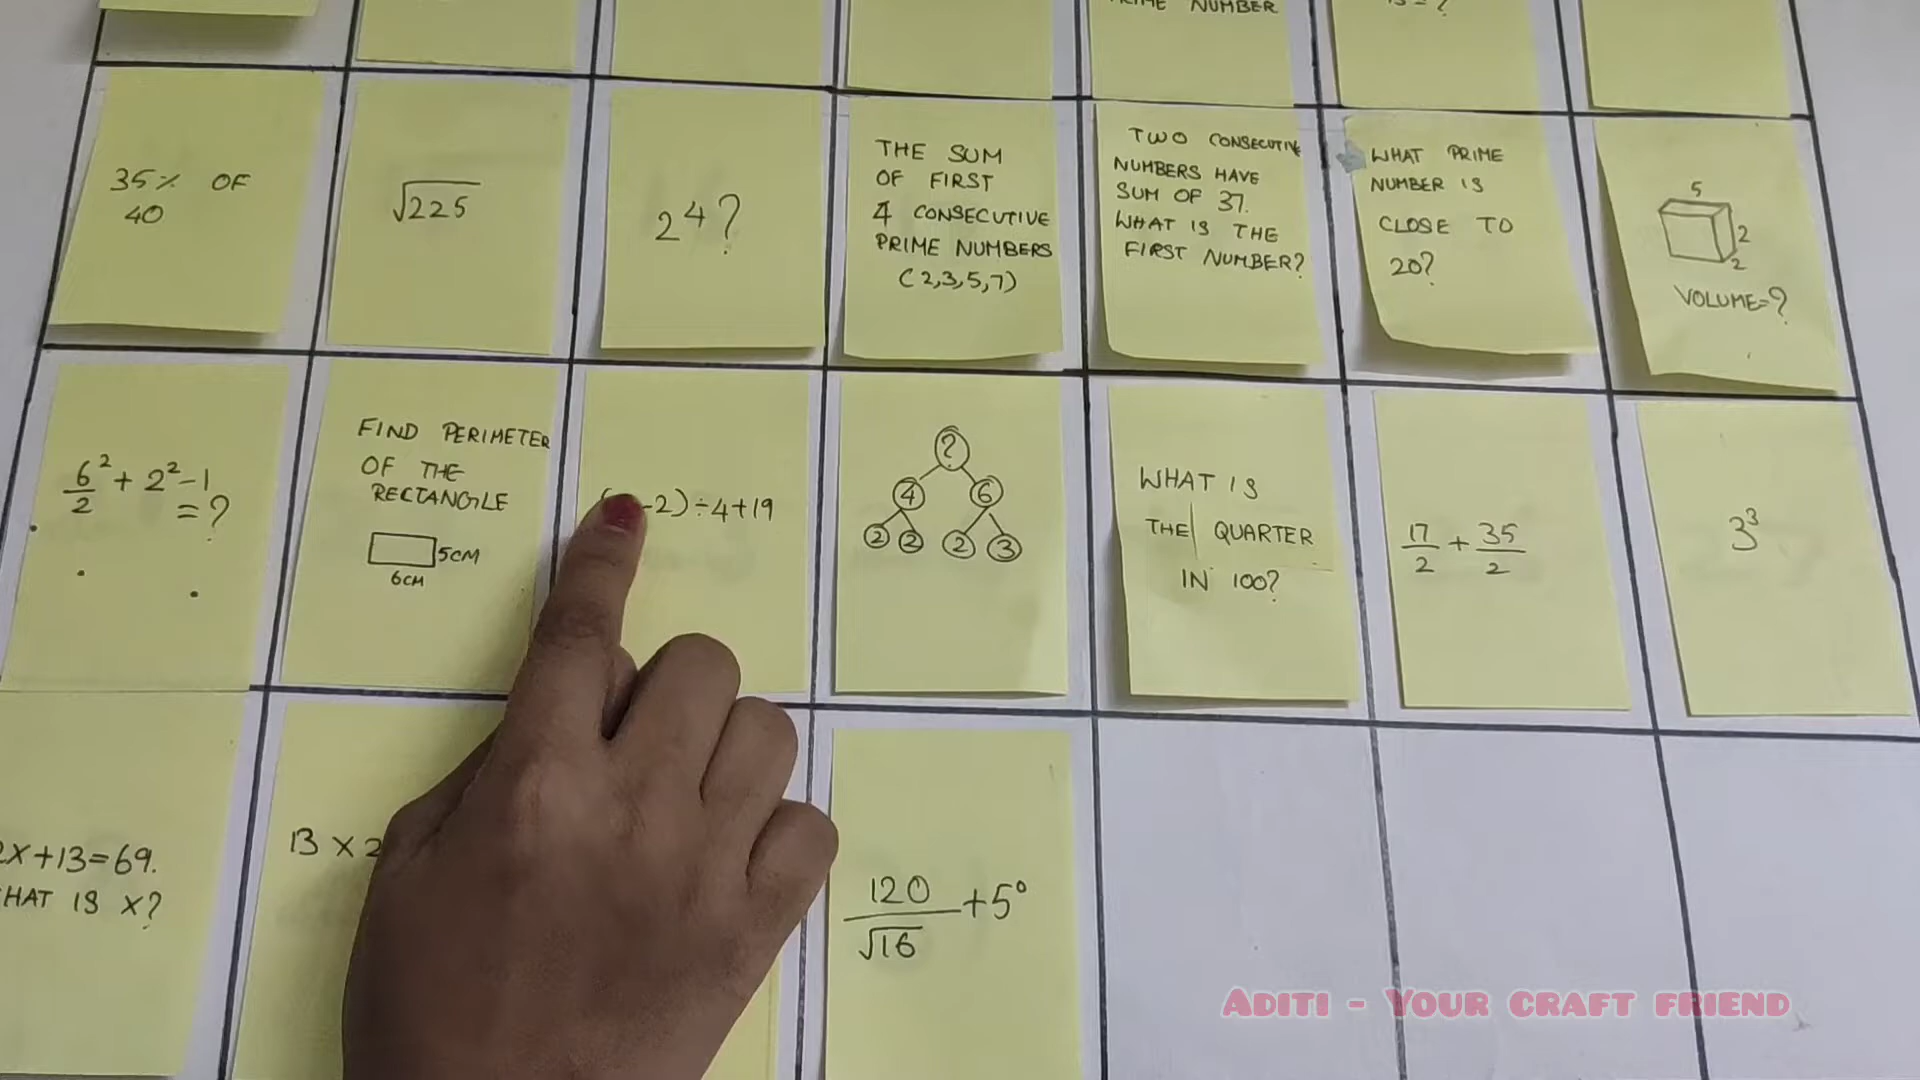 NUMBER
35% OF
40
√225
2⁴?
THE SUM
OF FIRST
4 CONSECUTIVE
PRIME NUMBERS
(2,3,5,7)
TWO CONSECUTIVE
NUMBERS HAVE
SUM OF 37.
WHAT IS THE
FIRST NUMBER?
WHAT PRIME
NUMBER IS
CLOSE TO
20?
5
2
2
VOLUME=?
6²/2 + 2²-1
=?
FIND PERIMETER
OF THE
RECTANGLE
5CM
6CM
-2)÷4+19
?
4 6
2 2 2 3
WHAT IS
THE QUARTER
IN 100?
17/2 + 35/2
3³
2x+13=69.
HAT IS x?
13 x 2
120/√16 +5⁰
ADITI - YOUR CRAFT FRIEND